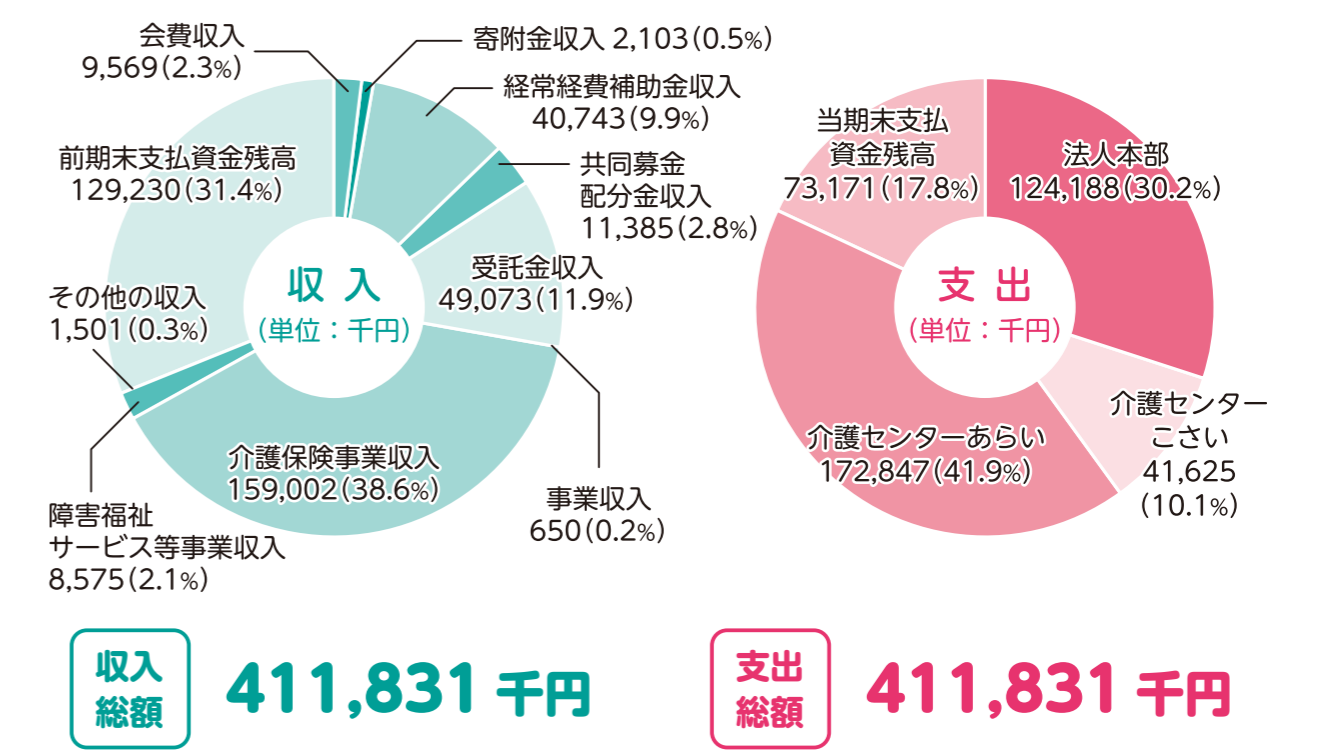 会費収入
9,569(2.3%)
寄附金収入 2,103(0.5%)
経常経費補助金収入
40,743(9.9%)
共同募金
配分金収入
11,385(2.8%)
受託金収入
49,073(11.9%)
事業収入
650(0.2%)
介護保険事業収入
159,002(38.6%)
障害福祉
サービス等事業収入
8,575(2.1%)
その他の収入
1,501(0.3%)
前期末支払資金残高
129,230(31.4%)
収入
(単位：千円)
収入
総額
411,831 千円
当期末支払
資金残高
73,171(17.8%)
法人本部
124,188(30.2%)
介護センター
こさい
41,625
(10.1%)
介護センターあらい
172,847(41.9%)
支出
(単位：千円)
支出
総額
411,831 千円